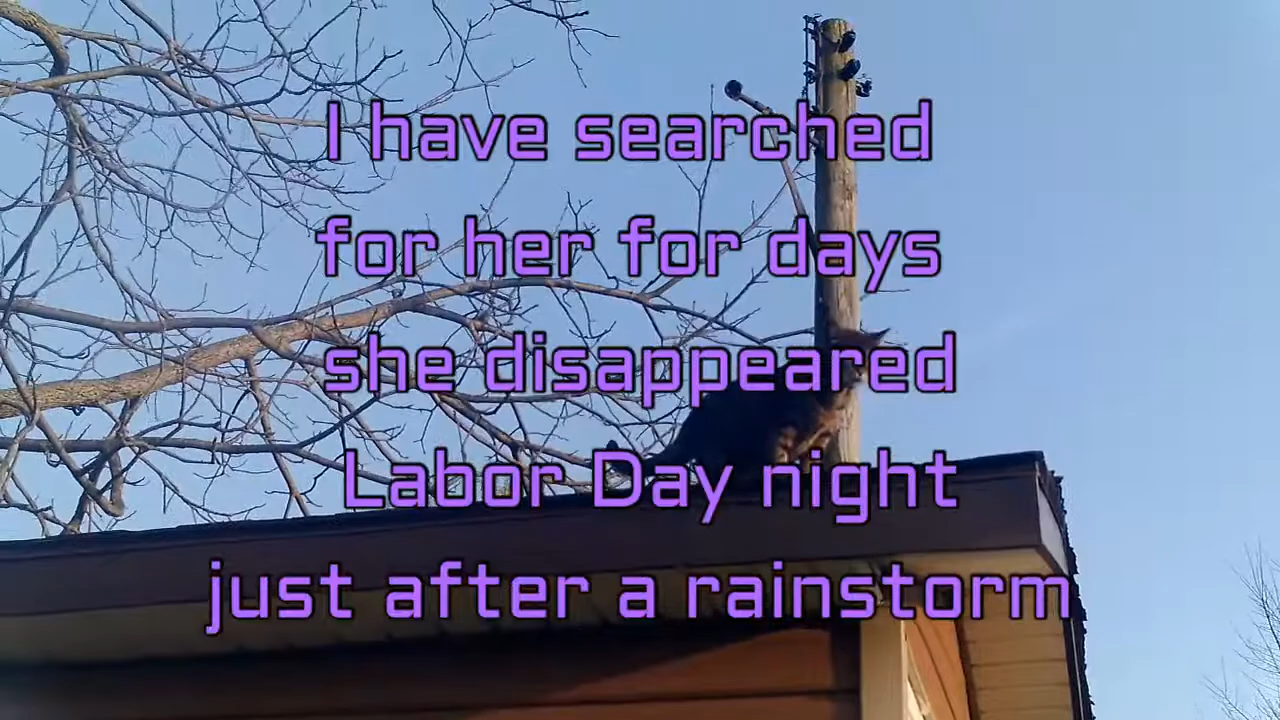 I have searched
for her for days
she disappeared
Labor Day night
just after a rainstorm